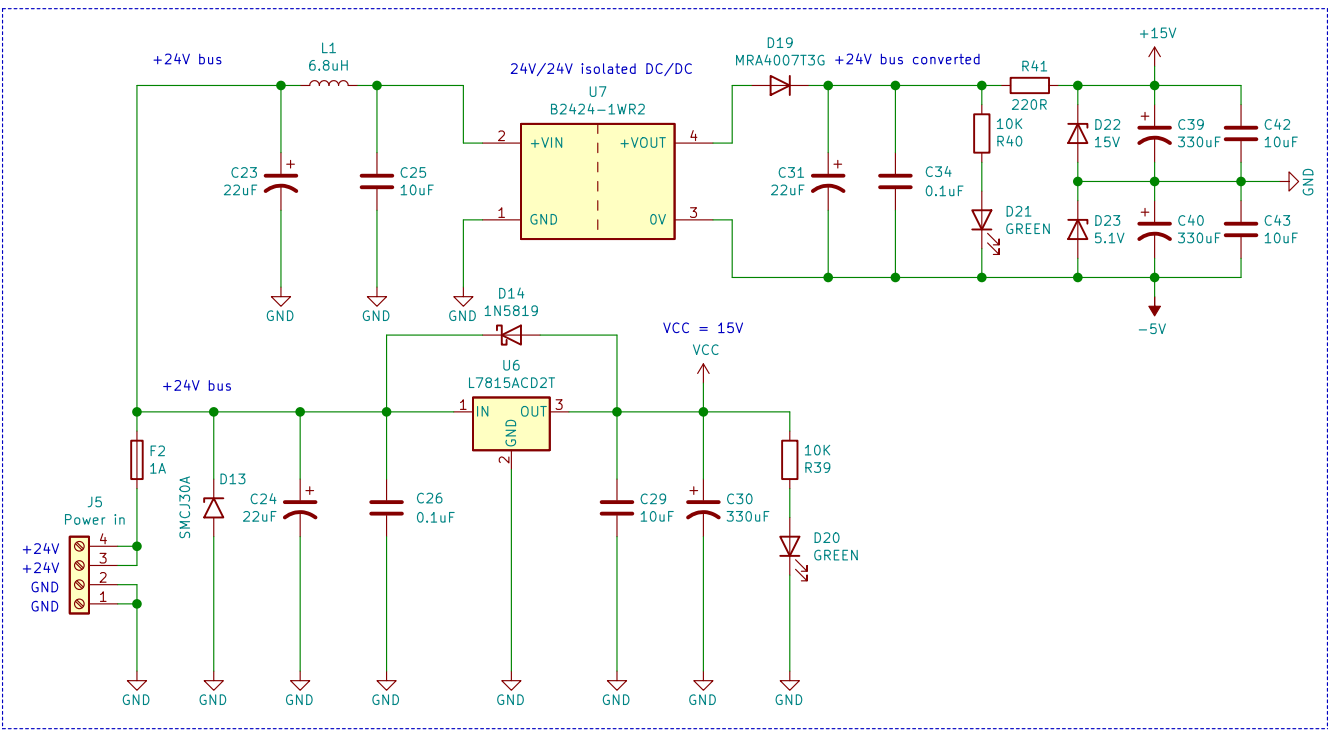 +24V bus
L1
6.8uH
24V/24V isolated DC/DC
U7
B2424-1WR2
D19
MRA4007T3G
+24V bus converted
R41
220R
+15V
2
+VIN
+VOUT
4
1
GND
0V
3
C23
22uF
C25
10uF
C31
22uF
C34
0.1uF
10K
R40
D21
GREEN
D22
15V
C39
330uF
C42
10uF
GND
D23
5.1V
C40
330uF
C43
10uF
GND
GND
GND
-5V
D14
1N5819
VCC = 15V
VCC
+24V bus
U6
L7815ACD2T
1
IN
OUT
3
GND
2
F2
1A
D13
SMCJ30A
C24
22uF
C26
0.1uF
C29
10uF
C30
330uF
10K
R39
D20
GREEN
J5
Power in
+24V
4
+24V
3
GND
2
GND
1
GND
GND
GND
GND
GND
GND
GND
GND